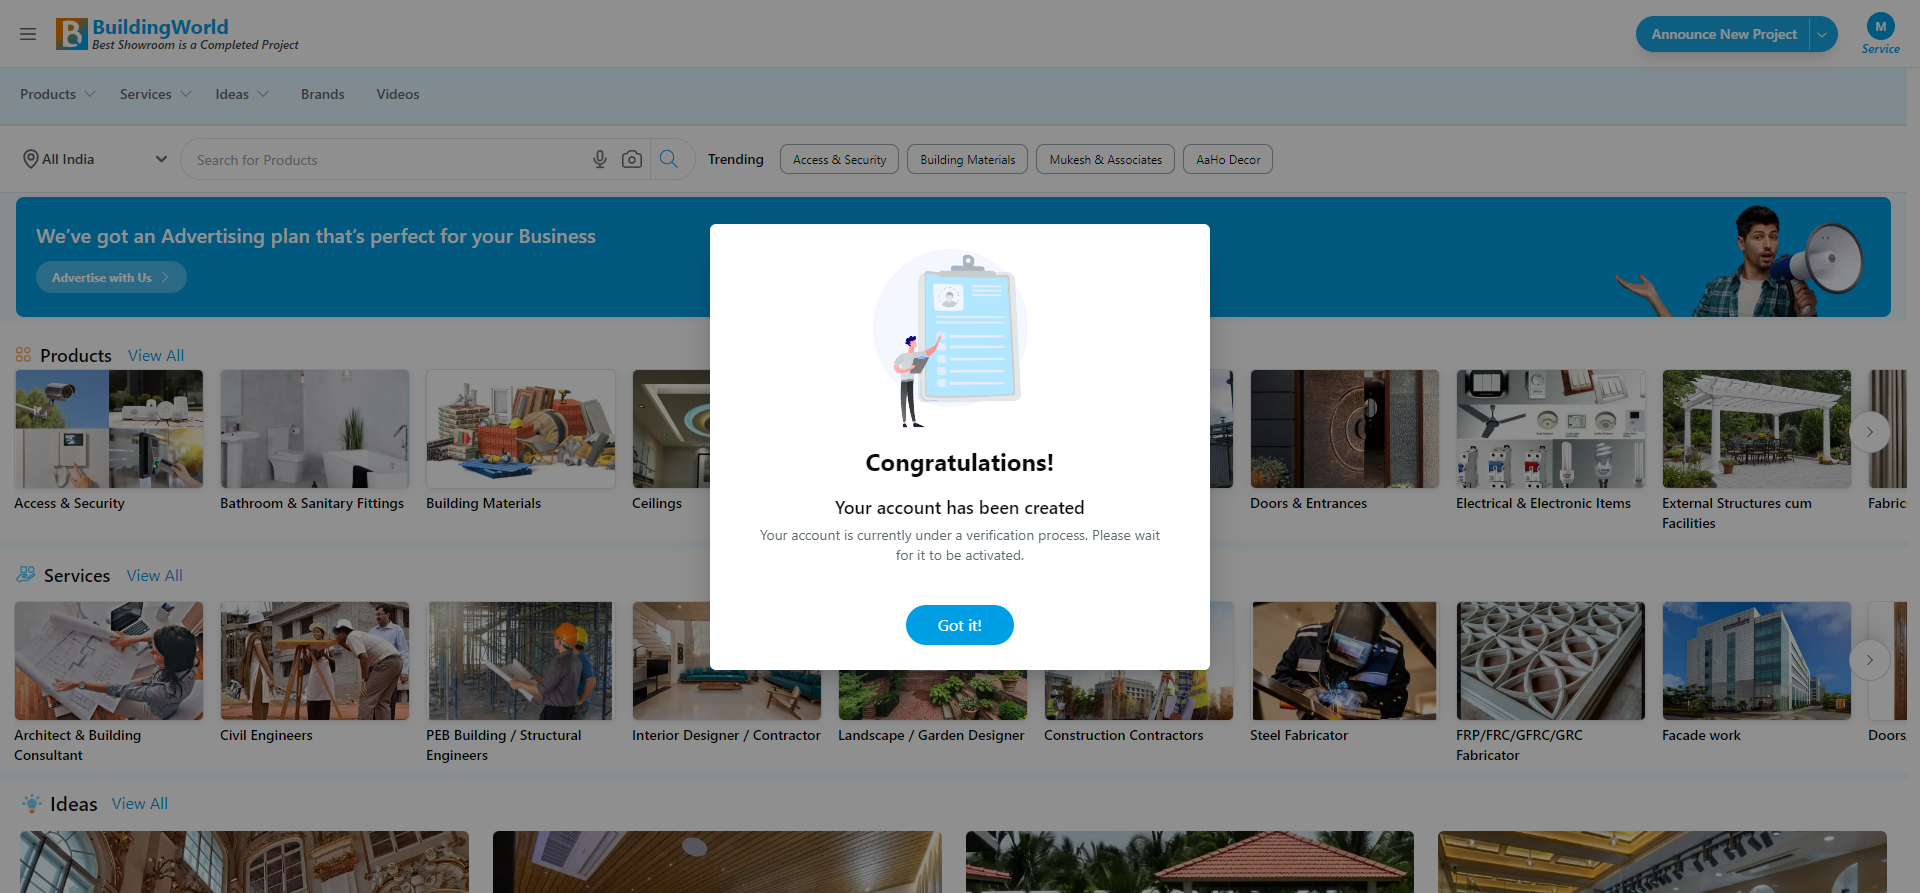 BuildingWorld
Best Showroom is a Completed Project
Announce New Project
M
Service
Products
Services
Ideas
Brands
Videos
All India
Search for Products
Trending
Access & Security
Building Materials
Mukesh & Associates
AaHo Decor
We've got an Advertising plan that's perfect for your Business
Advertise with Us
Products
View All
Access & Security
Bathroom & Sanitary Fittings
Building Materials
Ceilings
Doors & Entrances
Electrical & Electronic Items
External Structures cum
Facilities
Fabric
Congratulations!
Your account has been created
Your account is currently under a verification process. Please wait
for it to be activated.
Got it!
Services
View All
accenture
Architect & Building
Consultant
Civil Engineers
PEB Building / Structural
Engineers
Interior Designer / Contractor
Landscape / Garden Designer
Construction Contractors
Steel Fabricator
FRP/FRC/GFRC/GRC
Fabricator
Facade work
Doors,
Ideas
View All